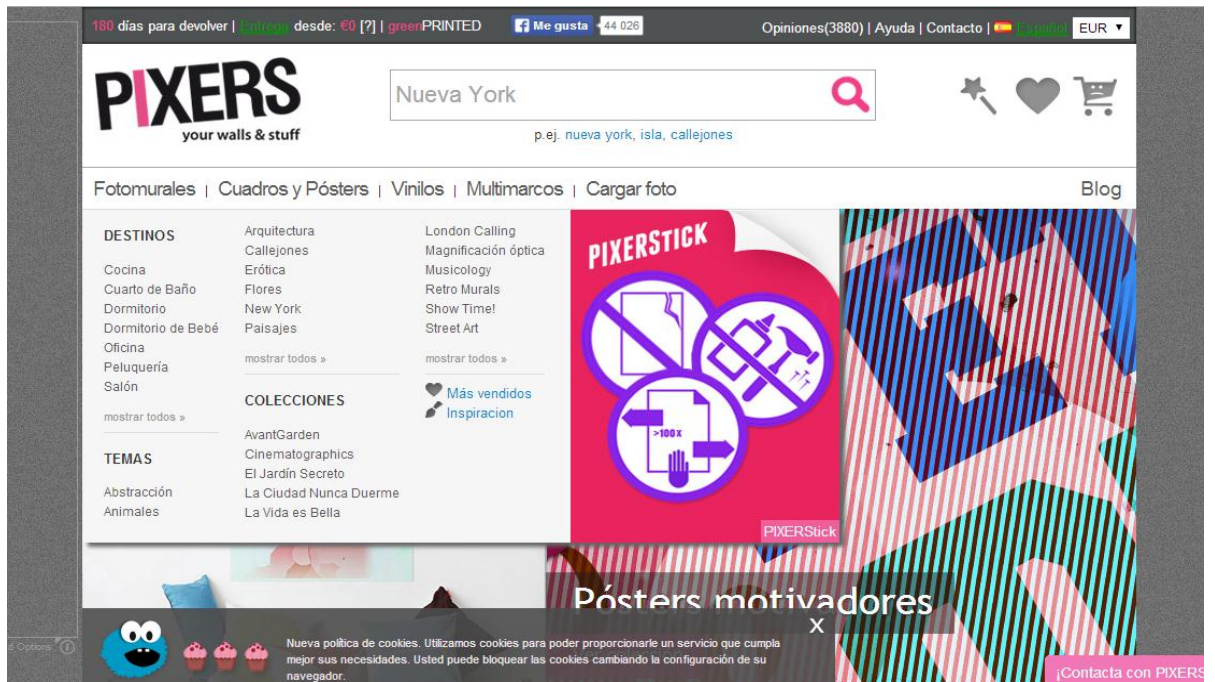 180 días para devolver | Entrega desde: €0 [?] | greenPRINTED
Me gusta 44 026
Opiniones(3880) | Ayuda | Contacto | Español EUR
PIXERS
your walls & stuff
Nueva York
p.ej. nueva york, isla, callejones
Fotomurales | Cuadros y Pósters | Vinilos | Multimarcos | Cargar foto
Blog
DESTINOS
Cocina
Cuarto de Baño
Dormitorio
Dormitorio de Bebé
Oficina
Peluquería
Salón
mostrar todos »
TEMAS
Abstracción
Animales
Arquitectura
Callejones
Erótica
Flores
New York
Paisajes
mostrar todos »
COLECCIONES
AvantGarden
Cinematographics
El Jardín Secreto
La Ciudad Nunca Duerme
La Vida es Bella
London Calling
Magnificación óptica
Musicology
Retro Murals
Show Time!
Street Art
mostrar todos »
Más vendidos
Inspiracion
PIXERSTICK
>100 x
PIXERStick
Pósters motivadores
X
Nueva política de cookies. Utilizamos cookies para poder proporcionarle un servicio que cumpla
mejor sus necesidades. Usted puede bloquear las cookies cambiando la configuración de su
navegador.
Options
¡Contacta con PIXERS